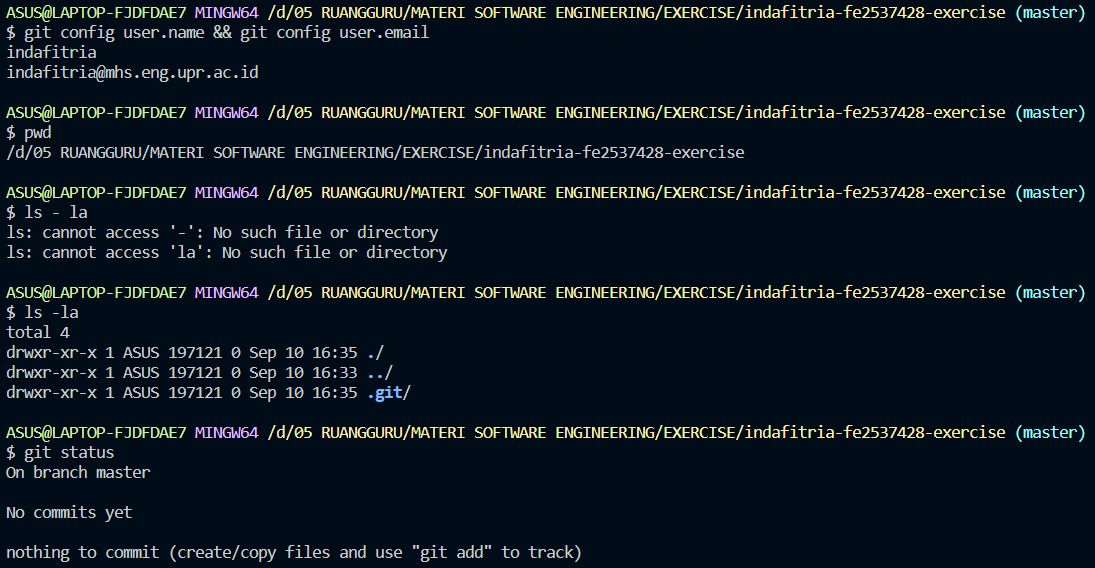 ASUS@LAPTOP-FJDFDAE7 MINGW64 /d/05 RUANGGURU/MATERI SOFTWARE ENGINEERING/EXERCISE/indafitria-fe2537428-exercise (master)
$ git config user.name && git config user.email
indafitria
indafitria@mhs.eng.upr.ac.id

ASUS@LAPTOP-FJDFDAE7 MINGW64 /d/05 RUANGGURU/MATERI SOFTWARE ENGINEERING/EXERCISE/indafitria-fe2537428-exercise (master)
$ pwd
/d/05 RUANGGURU/MATERI SOFTWARE ENGINEERING/EXERCISE/indafitria-fe2537428-exercise

ASUS@LAPTOP-FJDFDAE7 MINGW64 /d/05 RUANGGURU/MATERI SOFTWARE ENGINEERING/EXERCISE/indafitria-fe2537428-exercise (master)
$ ls - la
ls: cannot access '-': No such file or directory
ls: cannot access 'la': No such file or directory

ASUS@LAPTOP-FJDFDAE7 MINGW64 /d/05 RUANGGURU/MATERI SOFTWARE ENGINEERING/EXERCISE/indafitria-fe2537428-exercise (master)
$ ls -la
total 4
drwxr-xr-x 1 ASUS 197121 0 Sep 10 16:35 ./
drwxr-xr-x 1 ASUS 197121 0 Sep 10 16:33 ../
drwxr-xr-x 1 ASUS 197121 0 Sep 10 16:35 .git/

ASUS@LAPTOP-FJDFDAE7 MINGW64 /d/05 RUANGGURU/MATERI SOFTWARE ENGINEERING/EXERCISE/indafitria-fe2537428-exercise (master)
$ git status
On branch master

No commits yet

nothing to commit (create/copy files and use "git add" to track)